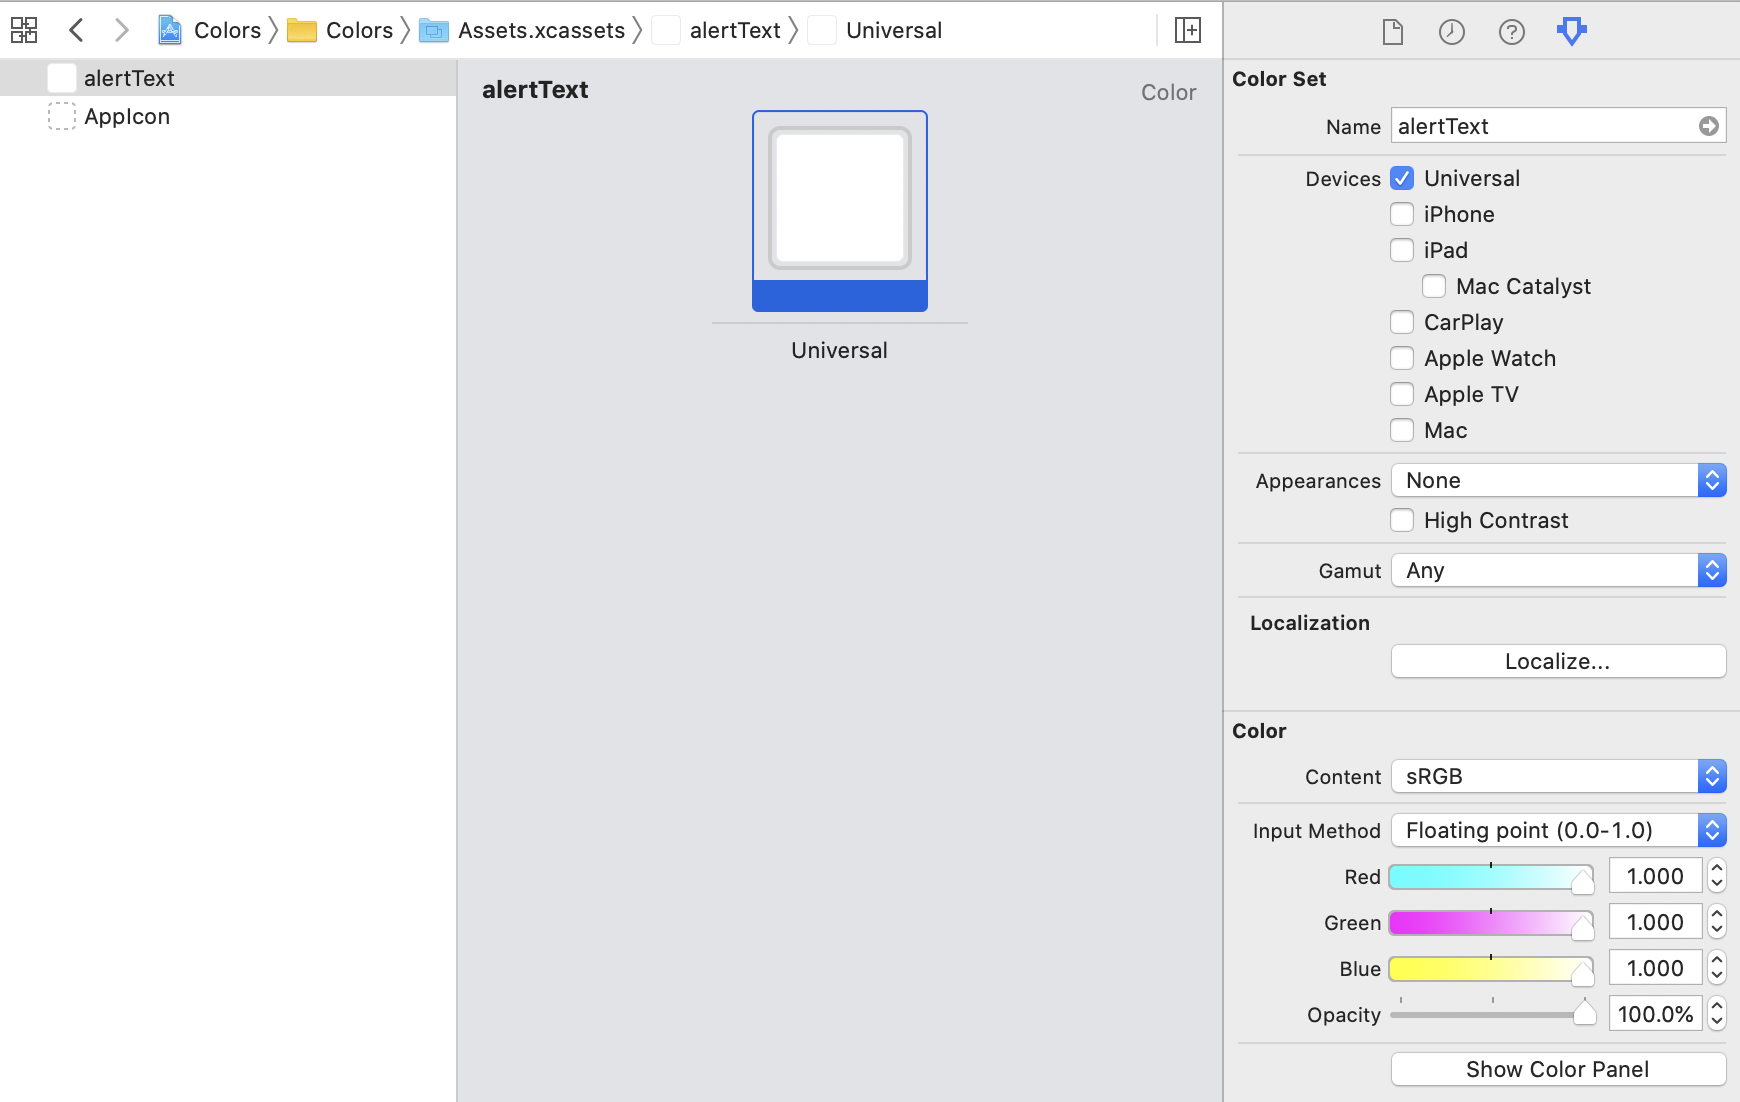 Colors Colors Assets.xcassets alertText Universal
alertText
AppIcon
alertText
Color
Universal
Color Set
Name alertText
Devices Universal
iPhone
iPad
Mac Catalyst
CarPlay
Apple Watch
Apple TV
Mac
Appearances None
High Contrast
Gamut Any
Localization
Localize...
Color
Content sRGB
Input Method Floating point (0.0-1.0)
Red 1.000
Green 1.000
Blue 1.000
Opacity 100.0%
Show Color Panel